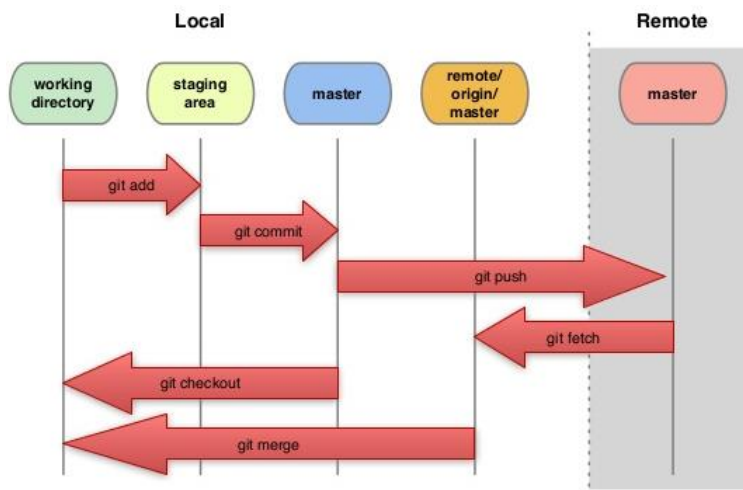 Local
Remote
working
directory
staging
area
master
remote/
origin/
master
master
git add
git commit
git push
git fetch
git checkout
git merge